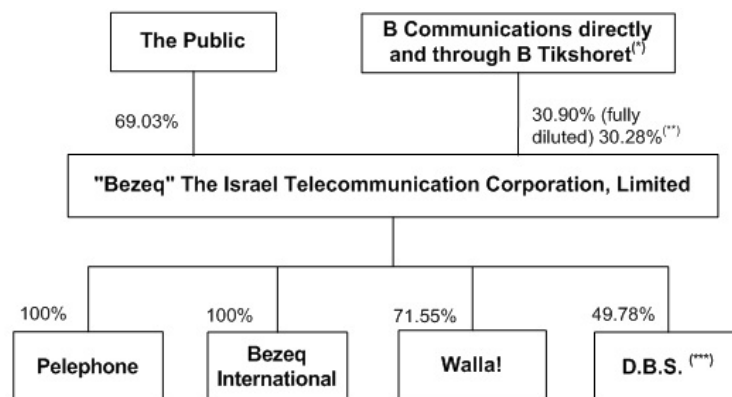 The Public
B Communications directly
and through B Tikshoret(*)
69.03%
30.90% (fully
diluted) 30.28%(**)
"Bezeq" The Israel Telecommunication Corporation, Limited
100%
100%
71.55%
49.78%
Pelephone
Bezeq
International
Walla!
D.B.S. (***)